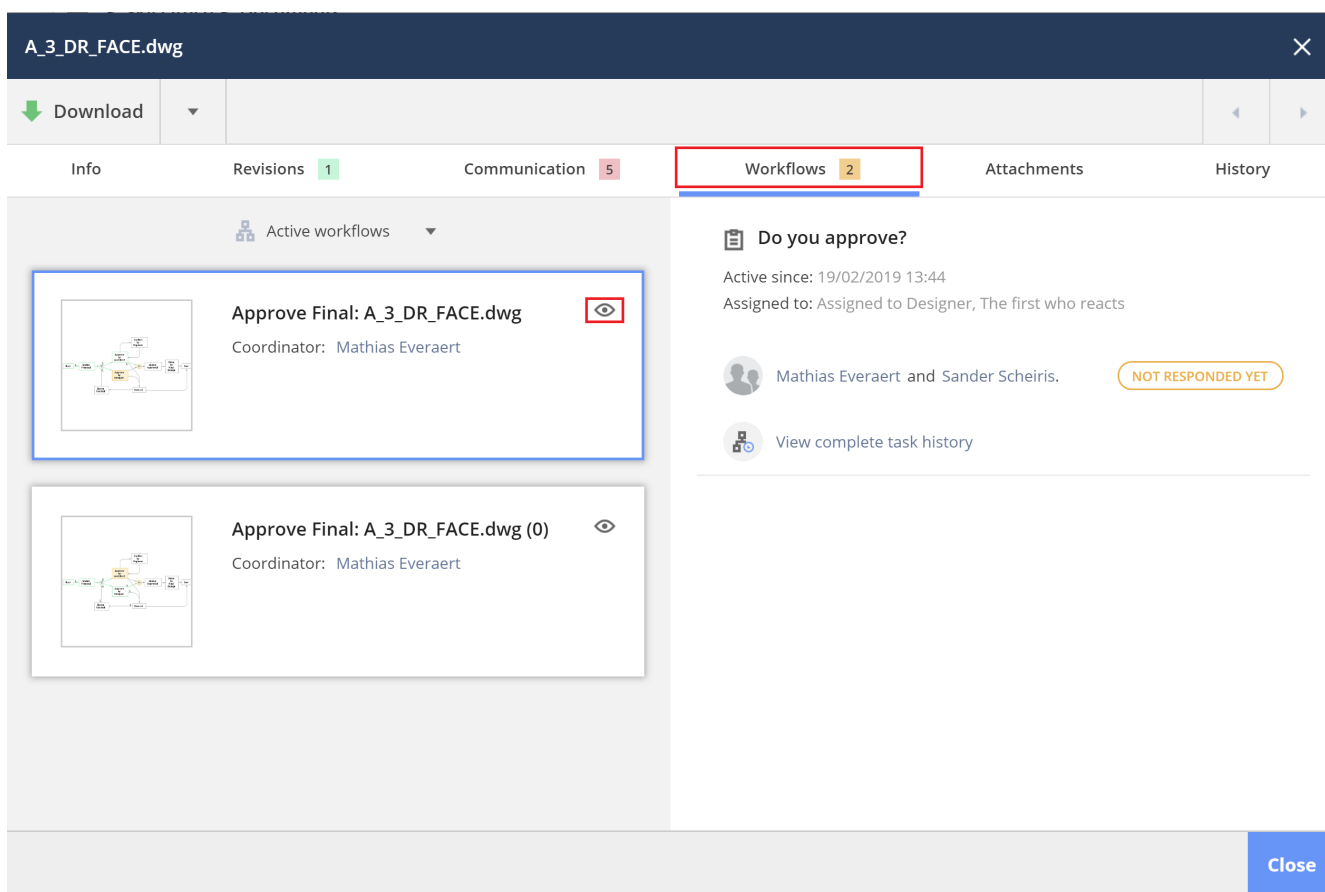 A_3_DR_FACE.dwg
Download
Info Revisions 1 Communication 5 Workflows 2 Attachments History
Active workflows
Approve Final: A_3_DR_FACE.dwg
Coordinator: Mathias Everaert
Approve Final: A_3_DR_FACE.dwg (0)
Coordinator: Mathias Everaert
Do you approve?
Active since: 19/02/2019 13:44
Assigned to: Assigned to Designer, The first who reacts
Mathias Everaert and Sander Scheiris. NOT RESPONDED YET
View complete task history
Close